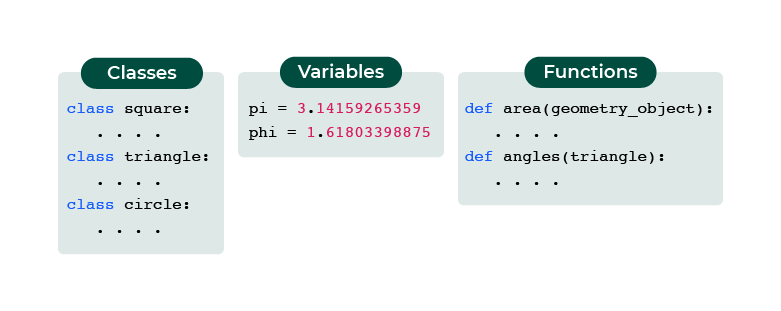 Classes
class square:
. . . .
class triangle:
. . . .
class circle:
. . . .
Variables
pi = 3.14159265359
phi = 1.61803398875
Functions
def area(geometry_object):
. . . .
def angles(triangle):
. . . .